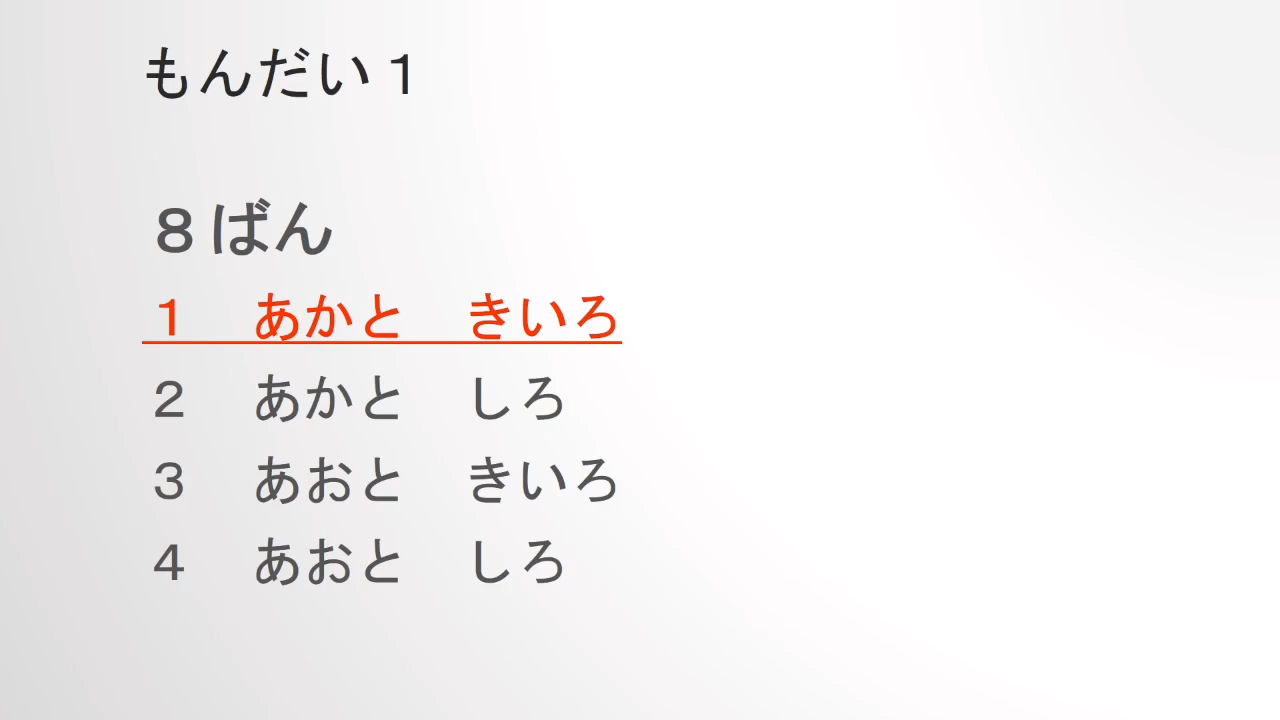 もんだい１
８ばん
１　あかと　きいろ
２　あかと　しろ
３　あおと　きいろ
４　あおと　しろ